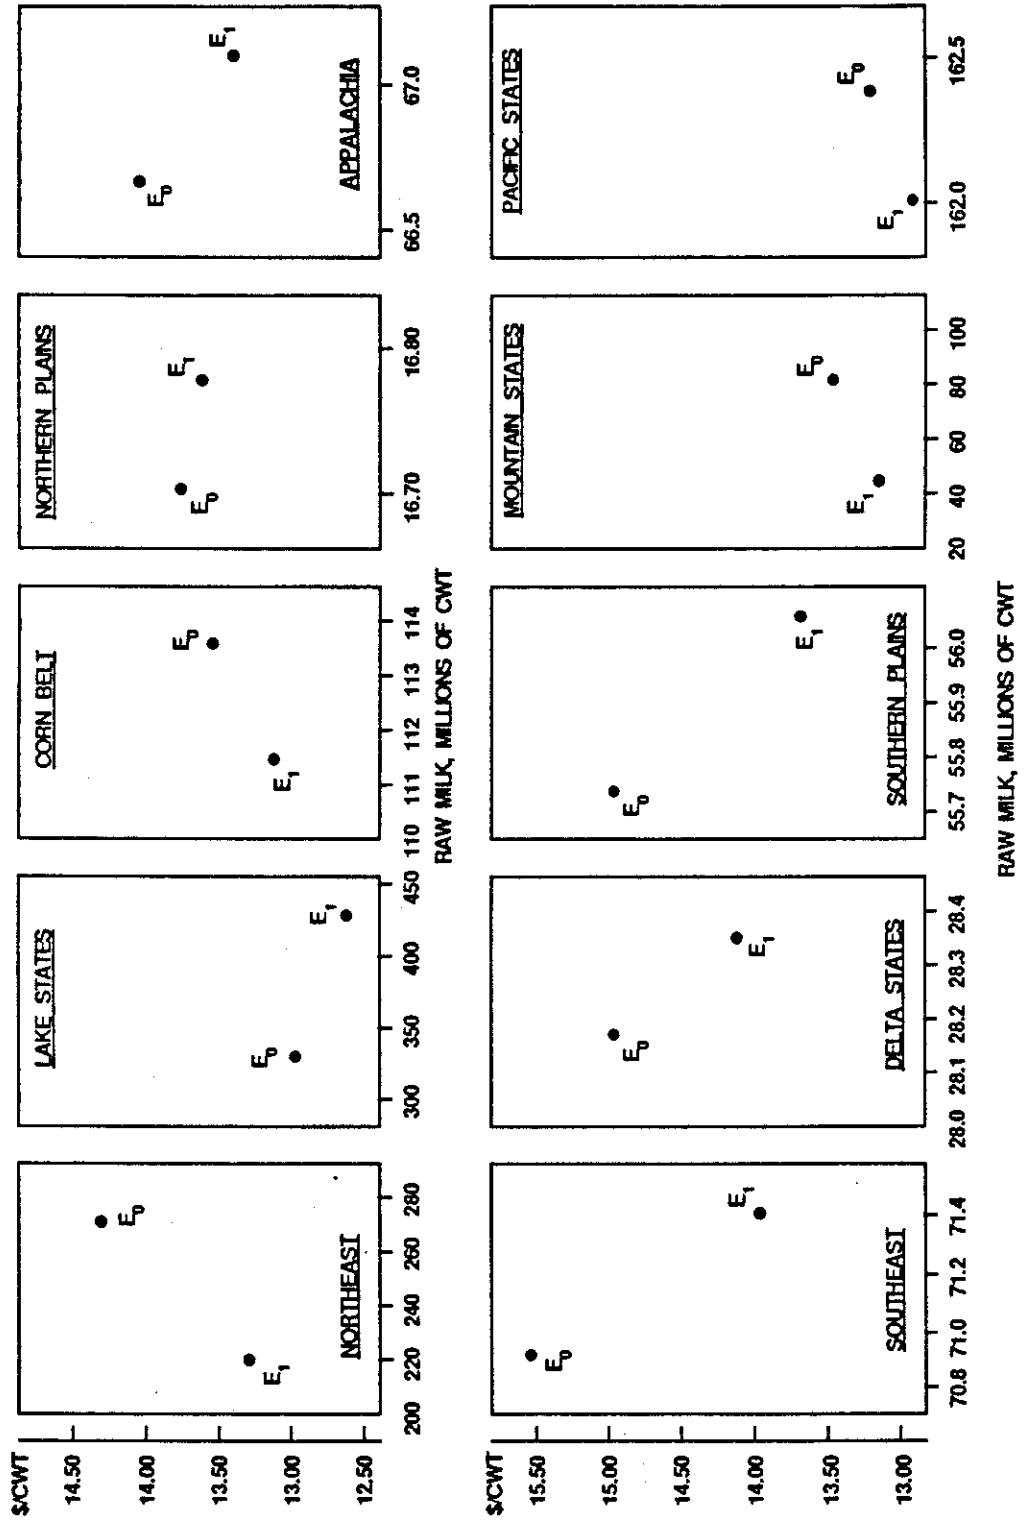 $/CWT
14.50
14.00
13.50
13.00
12.50
NORTHEAST
E0
E1
200 220 240 260 280
LAKE STATES
E0
E1
300 350 400 450
CORN BELT
E0
E1
110 111 112 113 114
NORTHERN PLAINS
E0
E1
16.70 16.80
APPALACHIA
E0
E1
66.5 67.0
RAW MILK, MILLIONS OF CWT
$/CWT
15.50
15.00
14.50
14.00
13.50
13.00
SOUTHEAST
E0
E1
70.8 71.0 71.2 71.4
DELTA STATES
E0
E1
28.0 28.1 28.2 28.3 28.4
SOUTHERN PLAINS
E0
E1
55.7 55.8 55.9 56.0
MOUNTAIN STATES
E0
E1
20 40 60 80 100
PACIFIC STATES
E0
E1
162.0 162.5
RAW MILK, MILLIONS OF CWT